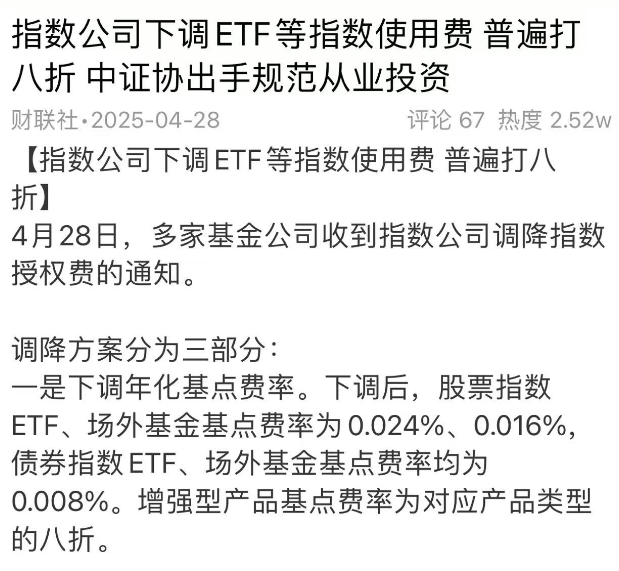 指数公司下调ETF等指数使用费 普遍打
八折 中证协出手规范从业投资
财联社·2025-04-28 评论 67 热度 2.52w
【指数公司下调ETF等指数使用费 普遍打八
折】
4月28日，多家基金公司收到指数公司调降指数
授权费的通知。
调降方案分为三部分：
一是下调年化基点费率。下调后，股票指数
ETF、场外基金基点费率为0.024%、0.016%，
债券指数ETF、场外基金基点费率均为
0.008%。增强型产品基点费率为对应产品类型
的八折。